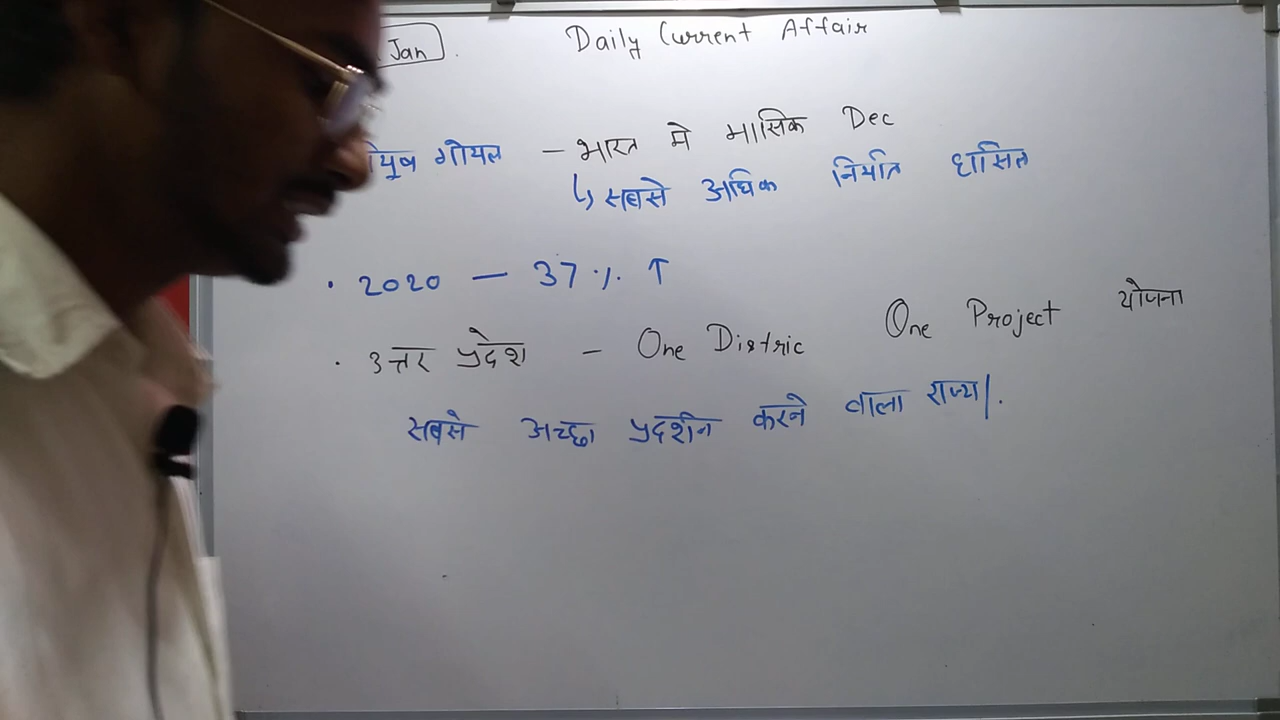 Jan Daily Current Affair
गोयल – भारत मे मासिक Dec
↳ सबसे अधिक निर्यात हासिल
• 2020 — 37 % ↑
• उत्तर प्रदेश – One Distric One Project योजना
सबसे अच्छा प्रदर्शन करने वाला राज्य|.